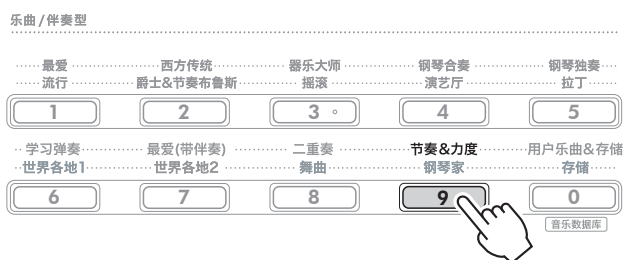 乐曲/伴奏型
最爱 西方传统 器乐大师 钢琴合奏 钢琴独奏
流行 爵士&节奏布鲁斯 摇滚 演艺厅 拉丁
1 2 3 4 5
学习弹奏 最爱(带伴奏) 二重奏 节奏&力度 用户乐曲&存储
世界各地1 世界各地2 舞曲 钢琴家 存储
6 7 8 9 0
音乐数据库